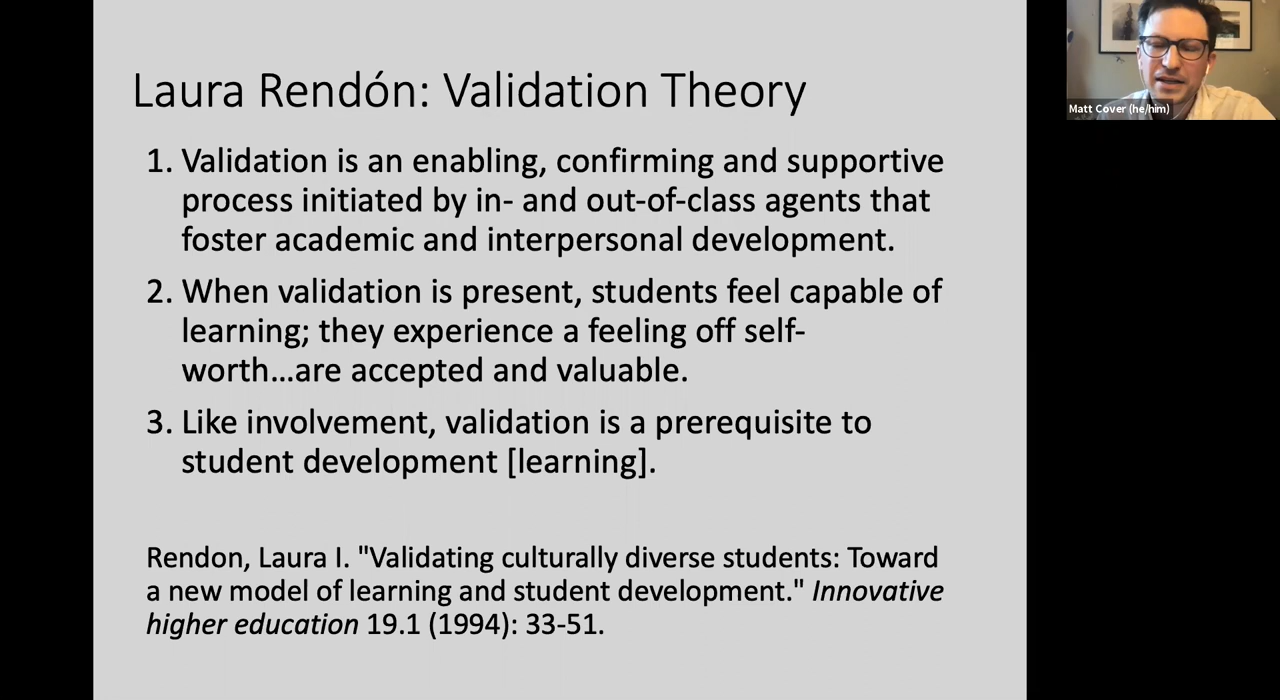 Laura Rendón: Validation Theory
1. Validation is an enabling, confirming and supportive
process initiated by in- and out-of-class agents that
foster academic and interpersonal development.
2. When validation is present, students feel capable of
learning; they experience a feeling off self-
worth...are accepted and valuable.
3. Like involvement, validation is a prerequisite to
student development [learning].
Rendon, Laura I. "Validating culturally diverse students: Toward
a new model of learning and student development." Innovative
higher education 19.1 (1994): 33-51.
Matt Cover (he/him)